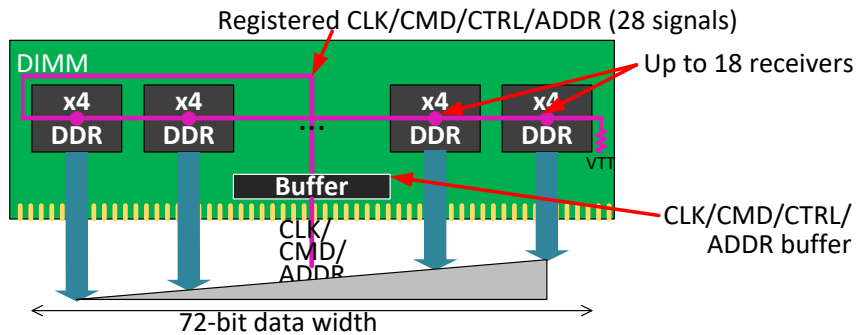 Registered CLK/CMD/CTRL/ADDR (28 signals)
DIMM
Up to 18 receivers
x4
DDR
x4
DDR
...
x4
DDR
x4
DDR
VTT
Buffer
CLK/
CMD/
ADDR
CLK/CMD/CTRL/
ADDR buffer
72-bit data width